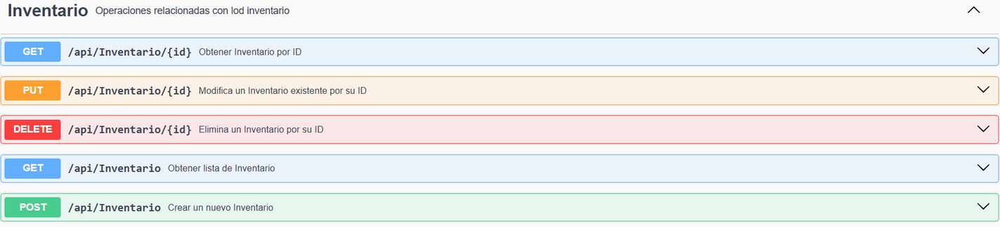 Inventario Operaciones relacionadas con lod inventario
GET /api/Inventario/{id} Obtener Inventario por ID
PUT /api/Inventario/{id} Modifica un Inventario existente por su ID
DELETE /api/Inventario/{id} Elimina un Inventario por su ID
GET /api/Inventario Obtener lista de Inventario
POST /api/Inventario Crear un nuevo Inventario